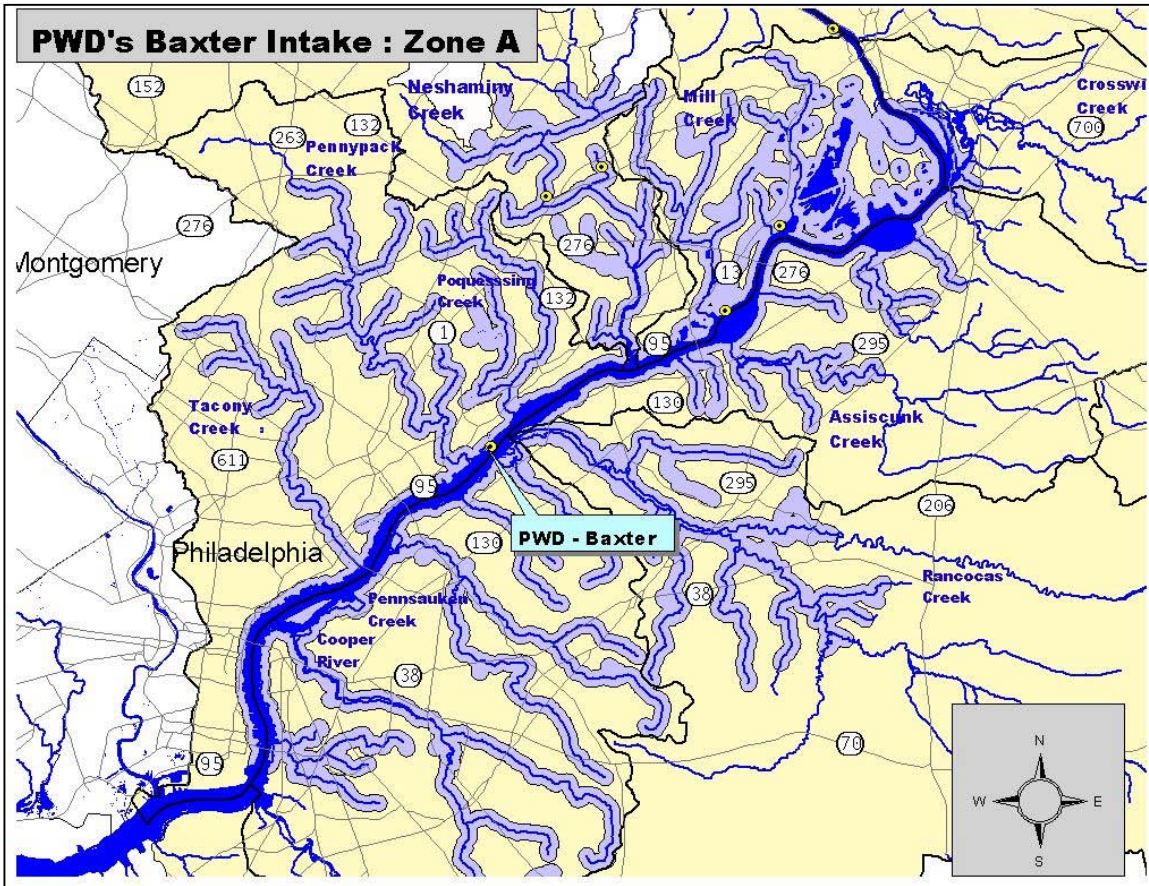 PWD's Baxter Intake : Zone A
152
Neshaminy
Creek
Mill
Creek
Crosswi
Creek
700
132
263
Pennypack
Creek
276
Montgomery
276
13
276
Poquesssing
Creek
132
1
95
295
130
Tacony
Creek
:
Assiscunk
Creek
611
95
295
206
PWD - Baxter
130
Philadelphia
38
Rancocas
Creek
Pennsauken
Creek
Cooper
River
38
70
95
N
W
E
S